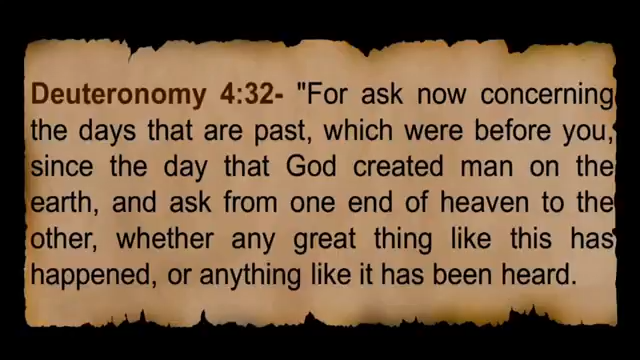 Deuteronomy 4:32- "For ask now concerning
the days that are past, which were before you,
since the day that God created man on the
earth, and ask from one end of heaven to the
other, whether any great thing like this has
happened, or anything like it has been heard.